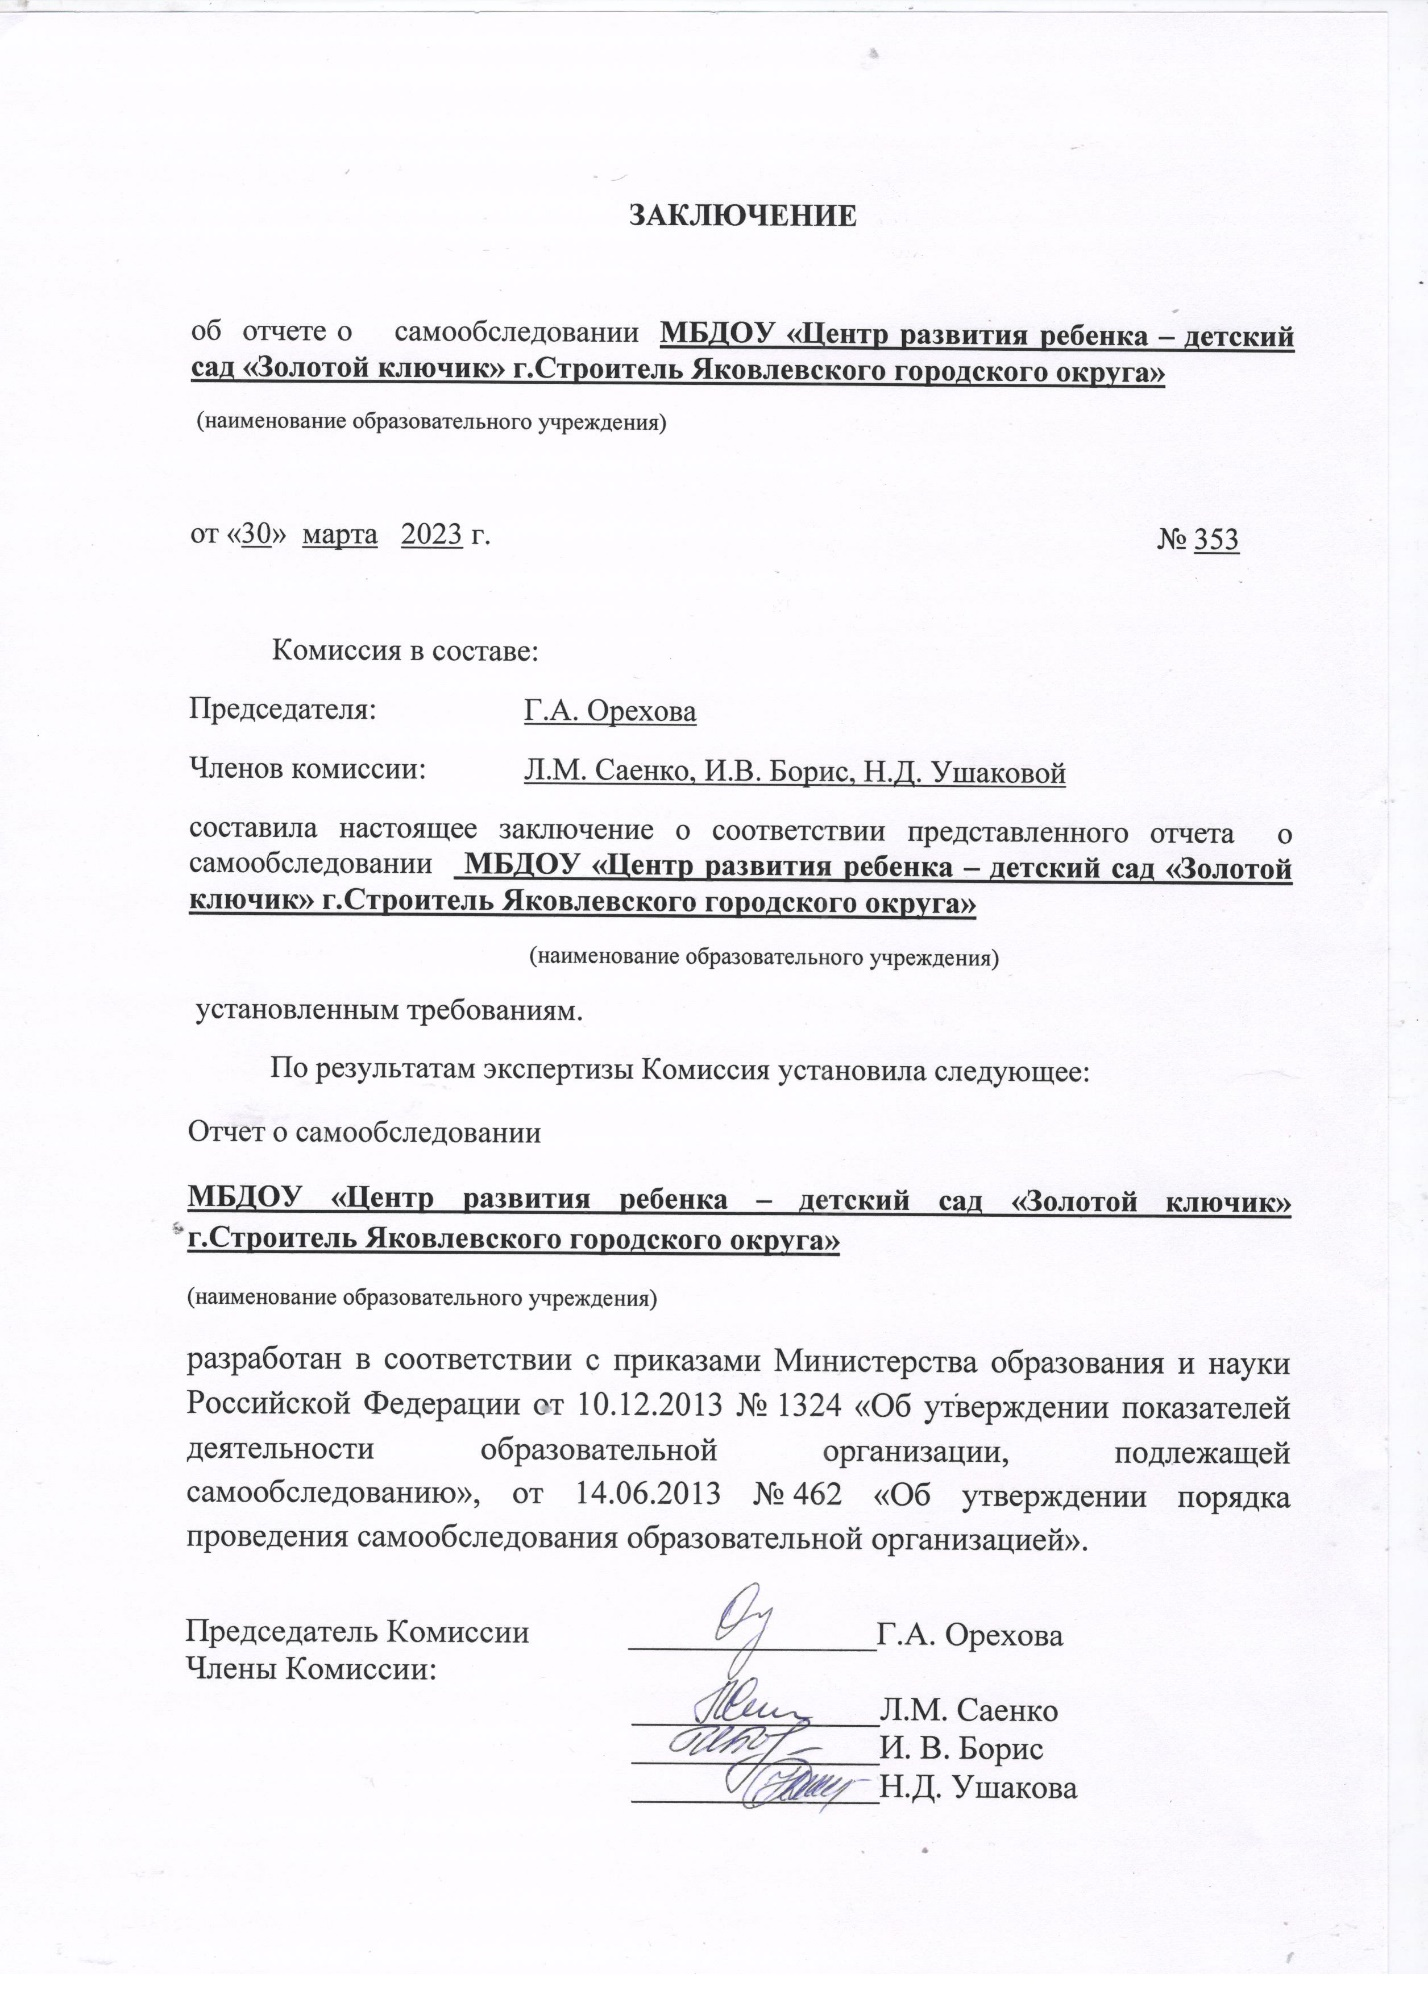 ЗАКЛЮЧЕНИЕ
об отчете о самообследовании МБДОУ «Центр развития ребенка – детский
сад «Золотой ключик» г.Строитель Яковлевского городского округа»
(наименование образовательного учреждения)
от «30» марта 2023 г. № 353
Комиссия в составе:
Председателя: Г.А. Орехова
Членов комиссии: Л.М. Саенко, И.В. Борис, Н.Д. Ушаковой
составила настоящее заключение о соответствии представленного отчета о
самообследовании МБДОУ «Центр развития ребенка – детский сад «Золотой
ключик» г.Строитель Яковлевского городского округа»
(наименование образовательного учреждения)
установленным требованиям.
По результатам экспертизы Комиссия установила следующее:
Отчет о самообследовании
МБДОУ «Центр развития ребенка – детский сад «Золотой ключик»
г.Строитель Яковлевского городского округа»
(наименование образовательного учреждения)
разработан в соответствии с приказами Министерства образования и науки
Российской Федерации от 10.12.2013 № 1324 «Об утверждении показателей
деятельности образовательной организации, подлежащей
самообследованию», от 14.06.2013 № 462 «Об утверждении порядка
проведения самообследования образовательной организацией».
Председатель Комиссии Г.А. Орехова
Члены Комиссии:
Л.М. Саенко
И. В. Борис
Н.Д. Ушакова